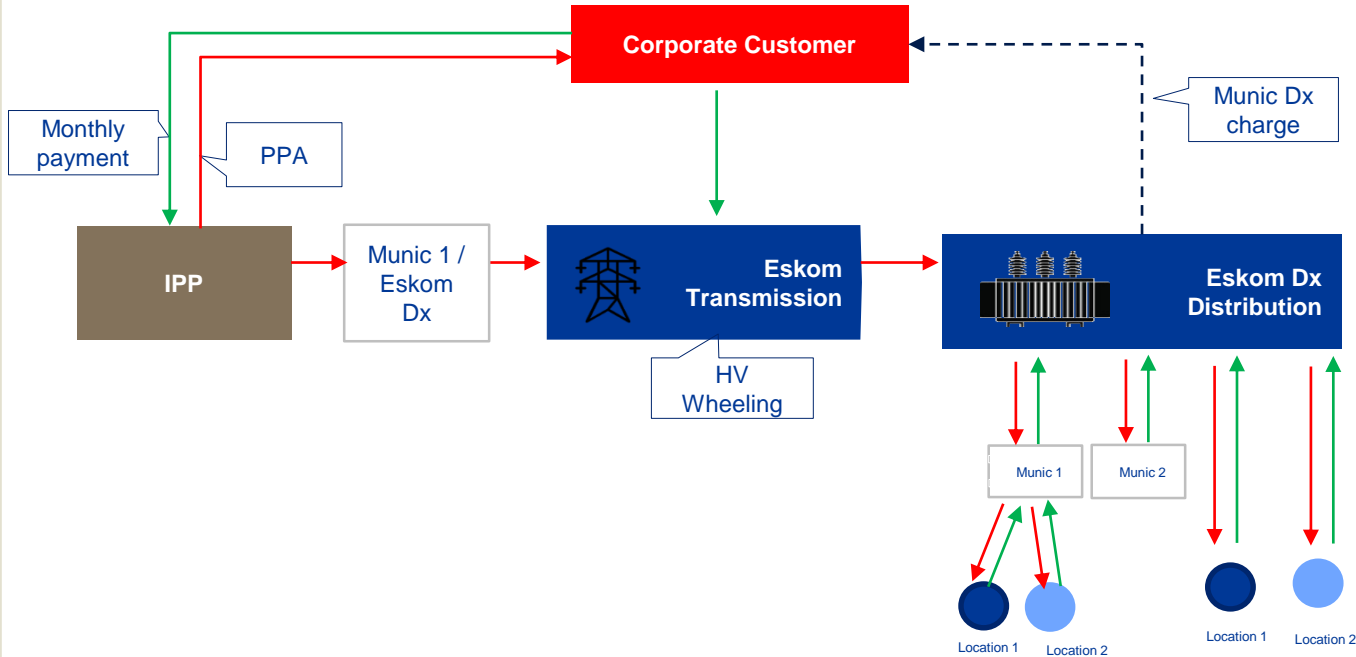 Corporate Customer
Munic Dx
charge
Monthly
payment
PPA
IPP
Munic 1 /
Eskom
Dx
Eskom
Transmission
Eskom Dx
Distribution
HV
Wheeling
Munic 1
Munic 2
Location 1
Location 2
Location 1
Location 2